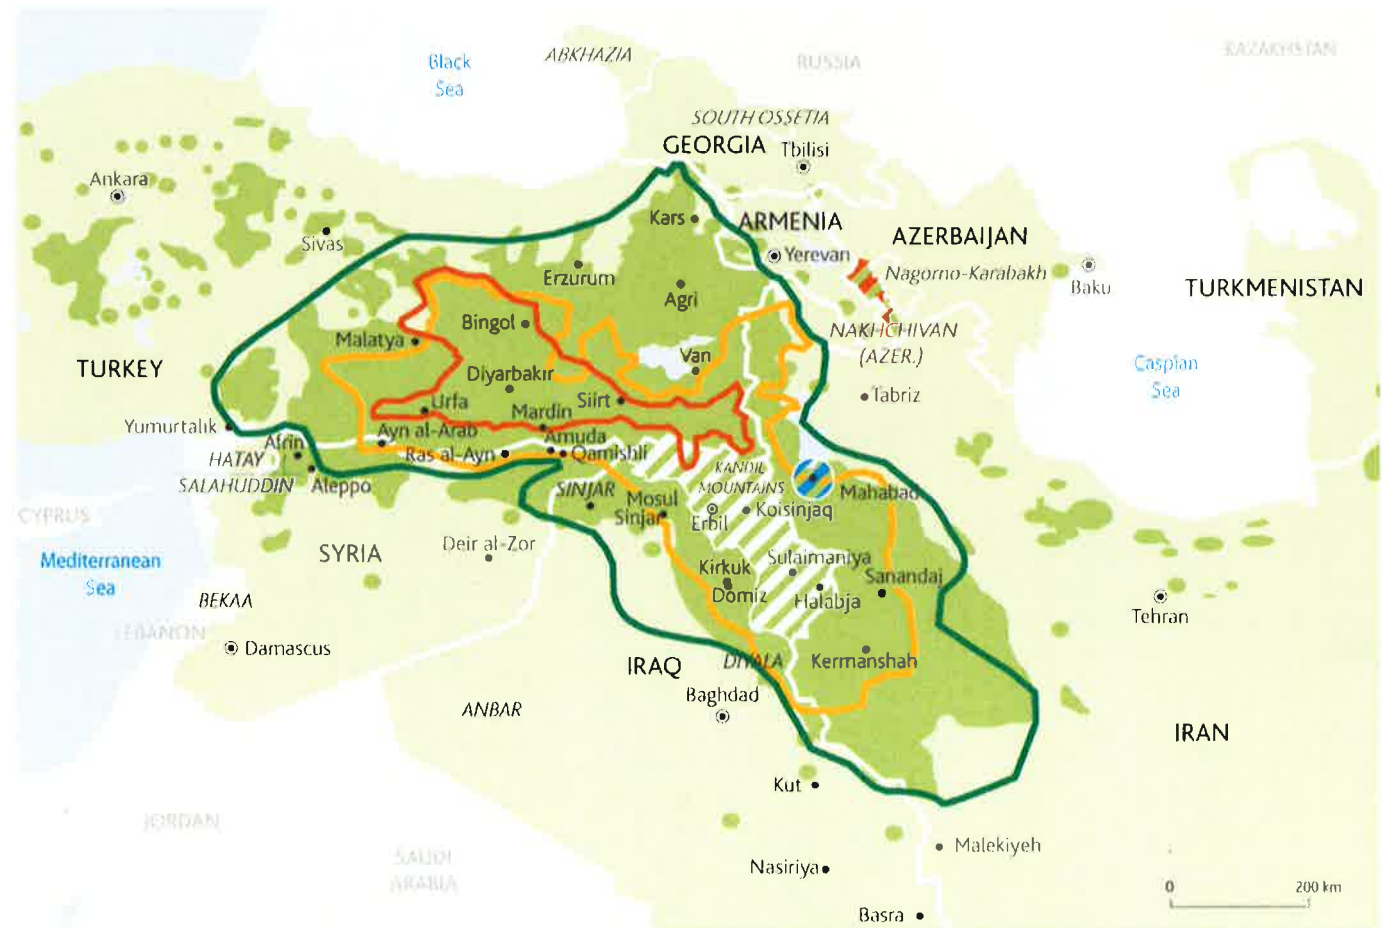 Black
Sea
ABKHAZIA
RUSSIA
KAZAKHSTAN
SOUTH OSSETIA
GEORGIA
Tbilisi
Ankara
Sivas
Kars
ARMENIA
Yerevan
AZERBAIJAN
Nagorno-Karabakh
Baku
TURKMENISTAN
Erzurum
Agri
Bingol
Malatya
NAKHCHIVAN
(AZER.)
Van
TURKEY
Diyarbakır
Caspian
Sea
Tabriz
Urfa
Mardin
Siirt
Yumurtalık
Afrin
Ayn al-Arab
Amuda
HATAY
Ras al-Ayn
Qamishli
SALAHUDDIN
Aleppo
KANDIL
MOUNTAINS
SINJAR
Mosul
Sinjar
Erbil
Koisinjaq
Mahabad
CYPRUS
SYRIA
Deir al-Zor
Mediterranean
Sea
Kirkuk
Domiz
Sulaimaniya
Halabja
Sanandaj
BEKAA
LEBANON
Tehran
Damascus
IRAQ
DIYALA
Kermanshah
ANBAR
Baghdad
IRAN
Kut
JORDAN
SAUDI
ARABIA
Malekiyeh
Nasiriya
Basra
0 200 km